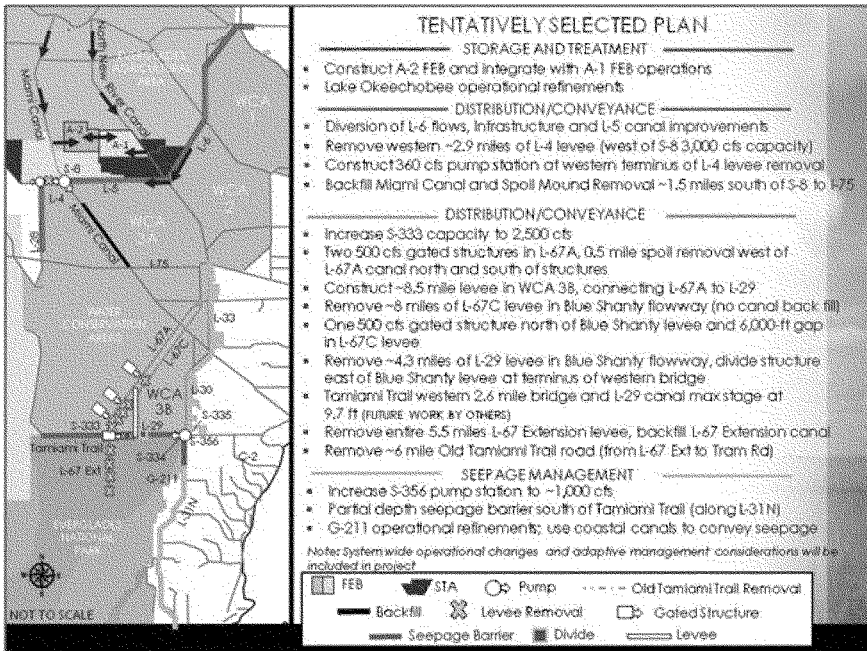 TENTATIVELY SELECTED PLAN
STORAGE AND TREATMENT
• Construct A-2 FEB and integrate with A-1 FEB operations
• Lake Okeechobee operational refinements
DISTRIBUTION/CONVEYANCE
• Diversion of L-6 flows, Infrastructure and L-5 canal improvements
• Remove western ~2.9 miles of L-4 levee (west of S-8 3,000 cfs capacity)
• Construct 360 cfs pump station at western terminus of L-4 levee removal
• Backfill Miami Canal and Spoil Mound Removal ~1.5 miles south of S-8 to I-75
DISTRIBUTION/CONVEYANCE
• Increase S-333 capacity to 2,500 cfs
• Two 500 cfs gated structures in L-67A, 0.5 mile spoil removal west of
L-67A canal north and south of structures
• Construct ~8.5 mile levee in WCA 3B, connecting L-67A to L-29
• Remove ~8 miles of L-67C levee in Blue Shanty flowway (no canal back fill)
• One 500 cfs gated structure north of Blue Shanty levee and 6,000-ft gap
in L-67C levee
• Remove ~4.3 miles of L-29 levee in Blue Shanty flowway, divide structure
east of Blue Shanty levee at terminus of western bridge
• Tamiami Trail western 2.6 mile bridge and L-29 canal max stage at
9.7 ft (FUTURE WORK BY OTHERS)
• Remove entire 5.5 miles L-67 Extension levee, backfill L-67 Extension canal
• Remove ~6 mile Old Tamiami Trail road (from L-67 Ext to Tram Rd)
SEEPAGE MANAGEMENT
• Increase S-356 pump station to ~1,000 cfs
• Partial depth seepage barrier south of Tamiami Trail (along L-31N)
• G-211 operational refinements; use coastal canals to convey seepage
Note: System wide operational changes and adaptive management considerations will be
included in project
FEB
STA
Pump
Old Tamiami Trail Removal
Backfill
Levee Removal
Gated Structure
Seepage Barrier
Divide
Levee
North New River Canal
Miami Canal
A-2
A-1
L-6
S-8
L-5
L-4
Miami Canal
L-28
I-75
L-33
L-67A
L-67C
L-30
WCA
3B
S-335
S-333
L-29
S-356
Tamiami Trail
S-334
L-67 Ext
G-211
C-2
L-31N
NOT TO SCALE